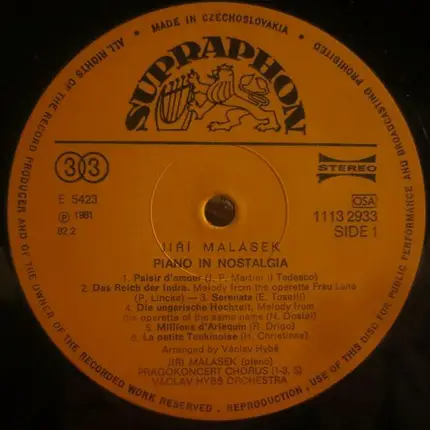 • MADE IN CZECHOSLOVAKIA •
ALL RIGHTS OF THE RECORD PRODUCER AND OF THE OWNER OF THE RECORDED WORK RESERVED. REPRODUCTION, USE OF THIS DISC FOR PUBLIC PERFORMANCE AND BROADCASTING PROHIBITED
SUPRAPHON
33
STEREO
E 5423
OSA
℗ 1981
1113 2933
82.2
SIDE 1
JIŘÍ MALÁSEK
PIANO IN NOSTALGIA
1. Paisir d'amour (J. P. Martini il Tedesco)
2. Das Reich der Indra. Melody from the operetta Frau Luna
(P. Lincke) — 3. Serenata (E. Toselli)
4. Die ungarische Hochzeit, Melody from
the operetta of the same name (N. Dostal)
5. Millions d'Arlequin (R. Drigo)
6. La petite Tonkinoise (H. Christiné)
Arranged by Václav Hybš
JIŘÍ MALÁSEK (piano)
PRAGOKONCERT CHORUS (1-3, 5)
VÁCLAV HYBŠ ORCHESTRA